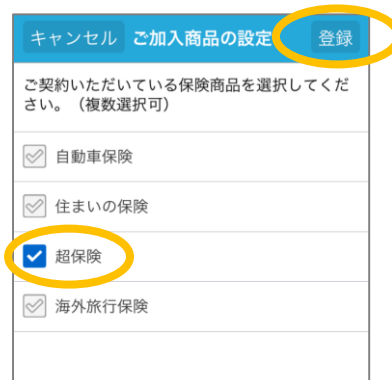 キャンセル ご加入商品の設定 登録
ご契約いただいている保険商品を選択してくだ
さい。（複数選択可）
自動車保険
住まいの保険
超保険
海外旅行保険